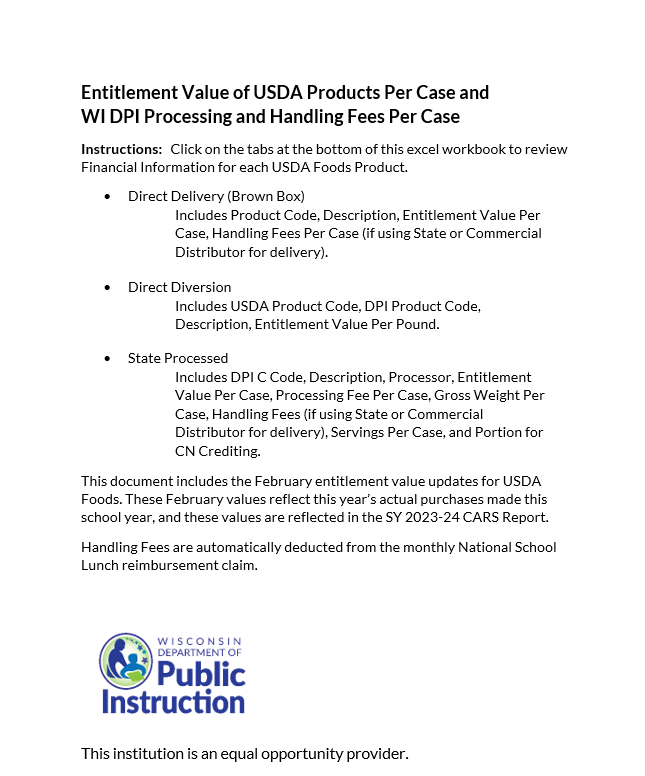 Entitlement Value of USDA Products Per Case and
WI DPI Processing and Handling Fees Per Case
Instructions:  Click on the tabs at the bottom of this excel workbook to review
Financial Information for each USDA Foods Product.
• Direct Delivery (Brown Box)
Includes Product Code, Description, Entitlement Value Per
Case, Handling Fees Per Case (if using State or Commercial
Distributor for delivery).
• Direct Diversion
Includes USDA Product Code, DPI Product Code,
Description, Entitlement Value Per Pound.
• State Processed
Includes DPI C Code, Description, Processor, Entitlement
Value Per Case, Processing Fee Per Case, Gross Weight Per
Case, Handling Fees (if using State or Commercial
Distributor for delivery), Servings Per Case, and Portion for
CN Crediting.
This document includes the February entitlement value updates for USDA
Foods. These February values reflect this year's actual purchases made this
school year, and these values are reflected in the SY 2023-24 CARS Report.
Handling Fees are automatically deducted from the monthly National School
Lunch reimbursement claim.
WISCONSIN
DEPARTMENT OF
Public
Instruction
This institution is an equal opportunity provider.